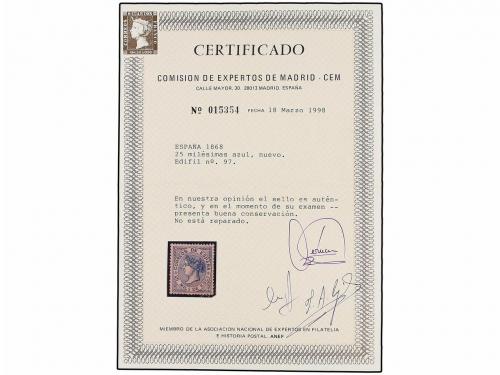 CERTIFICADO
COMISION DE EXPERTOS DE MADRID - CEM
CALLE MAYOR, 30 28013 MADRID. ESPAÑA
Nº 015354 FECHA 18 Marzo 1998
ESPAÑA 1868
25 milésimas azul, nuevo.
Edifil nº. 97.
En nuestra opinión el sello es autén-
tico, y en el momento de su examen --
presenta buena conservación.
No está reparado.
MIEMBRO DE LA ASOCIACION NACIONAL DE EXPERTOS EN FILATELIA
E HISTORIA POSTAL. ANEF